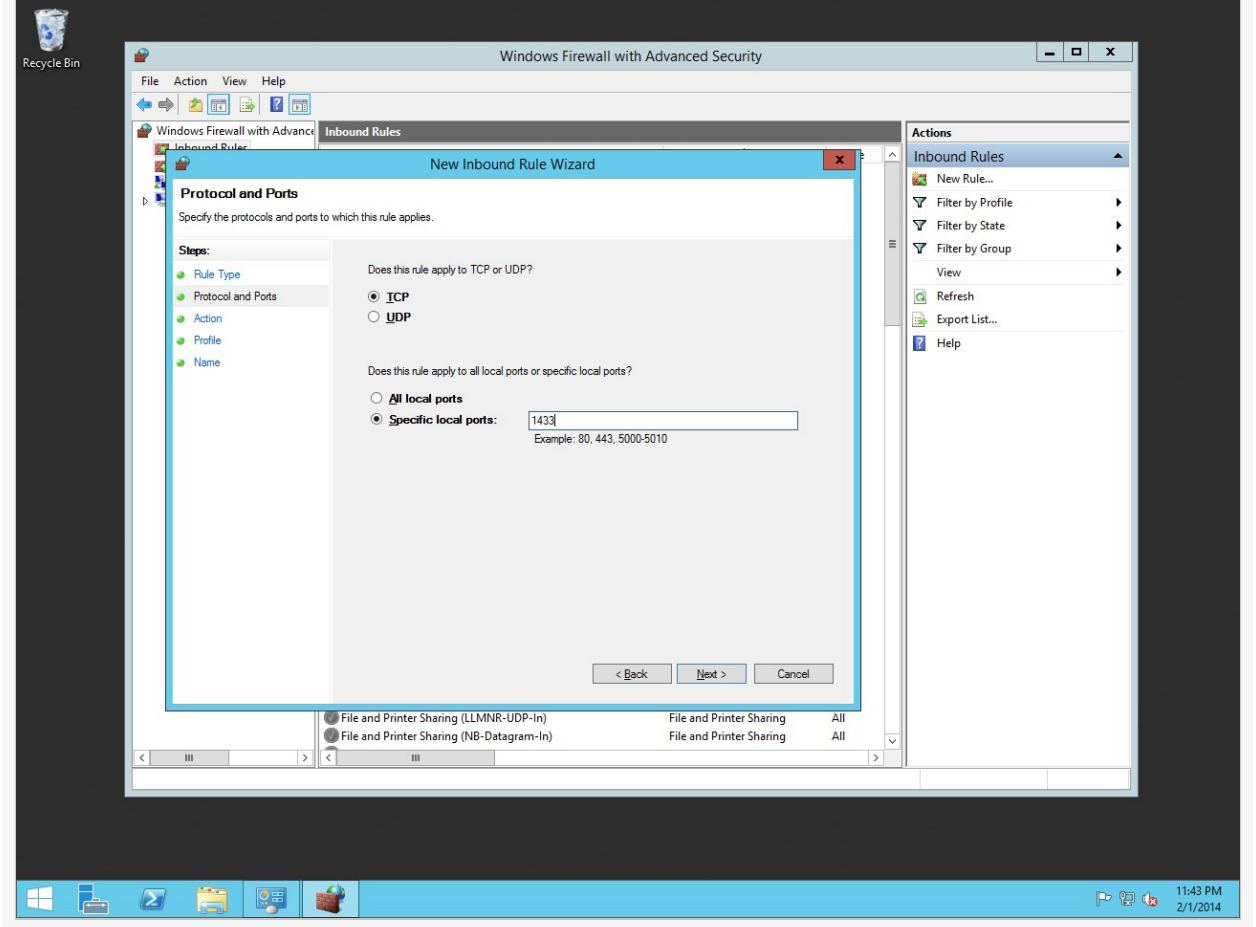 Recycle Bin
Windows Firewall with Advanced Security
File Action View Help
Windows Firewall with Advance
Inbound Rules
Inbound Rules
Actions
Inbound Rules
New Rule...
Filter by Profile
Filter by State
Filter by Group
View
Refresh
Export List...
Help
New Inbound Rule Wizard
Protocol and Ports
Specify the protocols and ports to which this rule applies.
Steps:
Rule Type
Protocol and Ports
Action
Profile
Name
Does this rule apply to TCP or UDP?
TCP
UDP
Does this rule apply to all local ports or specific local ports?
All local ports
Specific local ports: 1433
Example: 80, 443, 5000-5010
< Back Next > Cancel
File and Printer Sharing (LLMNR-UDP-In) File and Printer Sharing All
File and Printer Sharing (NB-Datagram-In) File and Printer Sharing All
11:43 PM
2/1/2014